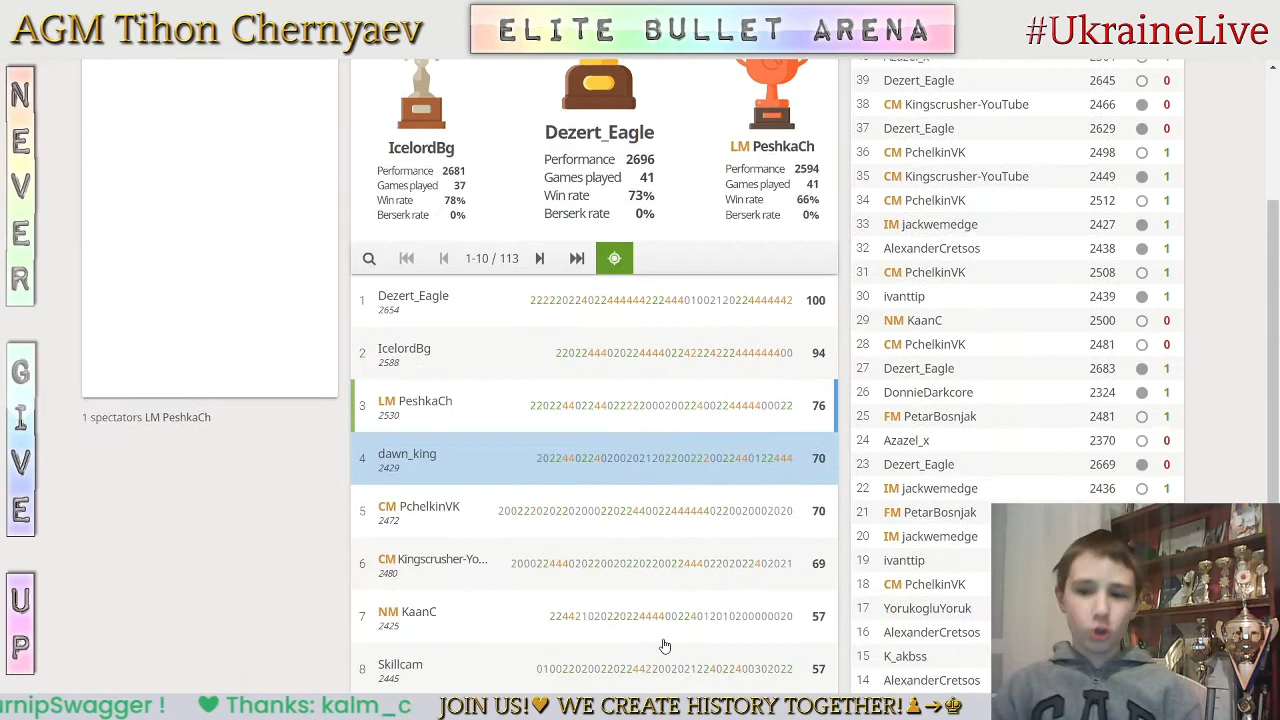 AGM Tihon Chernyaev
ELITE BULLET ARENA
#UkraineLive
NEVER
GIVE
UP
IcelordBg
Performance 2681
Games played 37
Win rate 78%
Berserk rate 0%
Dezert_Eagle
Performance 2696
Games played 41
Win rate 73%
Berserk rate 0%
LM PeshkaCh
Performance 2594
Games played 41
Win rate 66%
Berserk rate 0%
1-10 / 113
1 Dezert_Eagle 22222022402244444422244401002120224444442 100
2654
2 IcelordBg 2202244402022444402242224222444444400 94
2588
3 LM PeshkaCh 76
2530
4 dawn_king 70
2429
5 CM PchelkinVK 70
2472
6 CM Kingscrusher-Yo... 69
2480
7 NM KaanC 57
2425
8 Skillcam 57
2445
1 spectators LM PeshkaCh
39 Dezert_Eagle 2645 0
38 CM Kingscrusher-YouTube 2466 0
37 Dezert_Eagle 2629 0
36 CM PchelkinVK 2498 1
35 CM Kingscrusher-YouTube 2449 1
34 CM PchelkinVK 2512 1
33 IM jackwemedge 2427 1
32 AlexanderCretsos 2438 1
31 CM PchelkinVK 2508 1
30 ivanttip 2439 1
29 NM KaanC 2500 0
28 CM PchelkinVK 2481 0
27 Dezert_Eagle 2683 1
26 DonnieDarkcore 2324 1
25 FM PetarBosnjak 2481 1
24 Azazel_x 2370 0
23 Dezert_Eagle 2669 0
22 IM jackwemedge 2436 1
21 FM PetarBosnjak
20 IM jackwemedge
19 ivanttip
18 CM PchelkinVK
17 YorukogluYoruk
16 AlexanderCretsos
15 K_akbss
14 AlexanderCretsos
urnipSwagger ! 💚 Thanks: kalm_c
JOIN US!♥ WE CREATE HISTORY TOGETHER!♟→♔